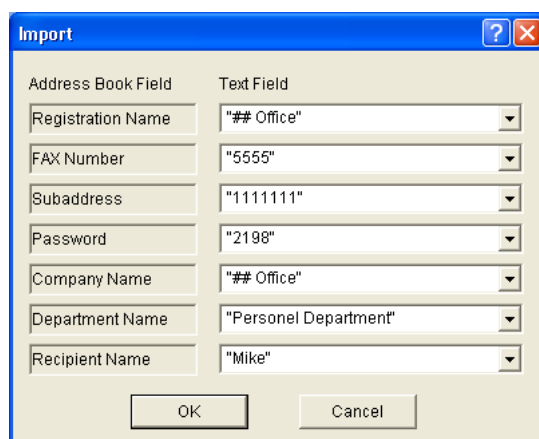 Import
Address Book Field Text Field
Registration Name "## Office"
FAX Number "5555"
Subaddress "1111111"
Password "2198"
Company Name "## Office"
Department Name "Personel Department"
Recipient Name "Mike"
OK Cancel